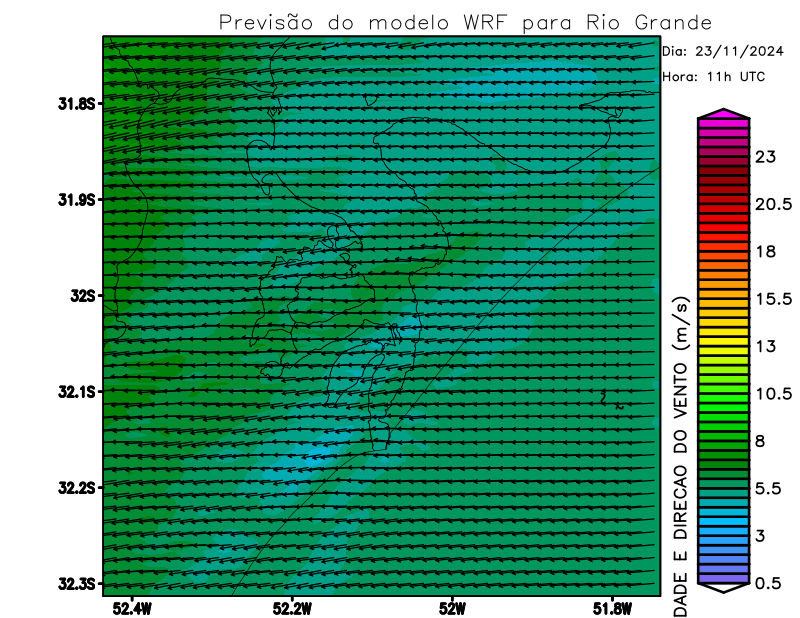 Previsão do modelo WRF para Rio Grande
Dia: 23/11/2024
Hora: 11h UTC
31.8S
31.9S
32S
32.1S
32.2S
32.3S
52.4W
52.2W
52W
51.8W
DADE E DIRECAO DO VENTO (m/s)
23
20.5
18
15.5
13
10.5
8
5.5
3
0.5